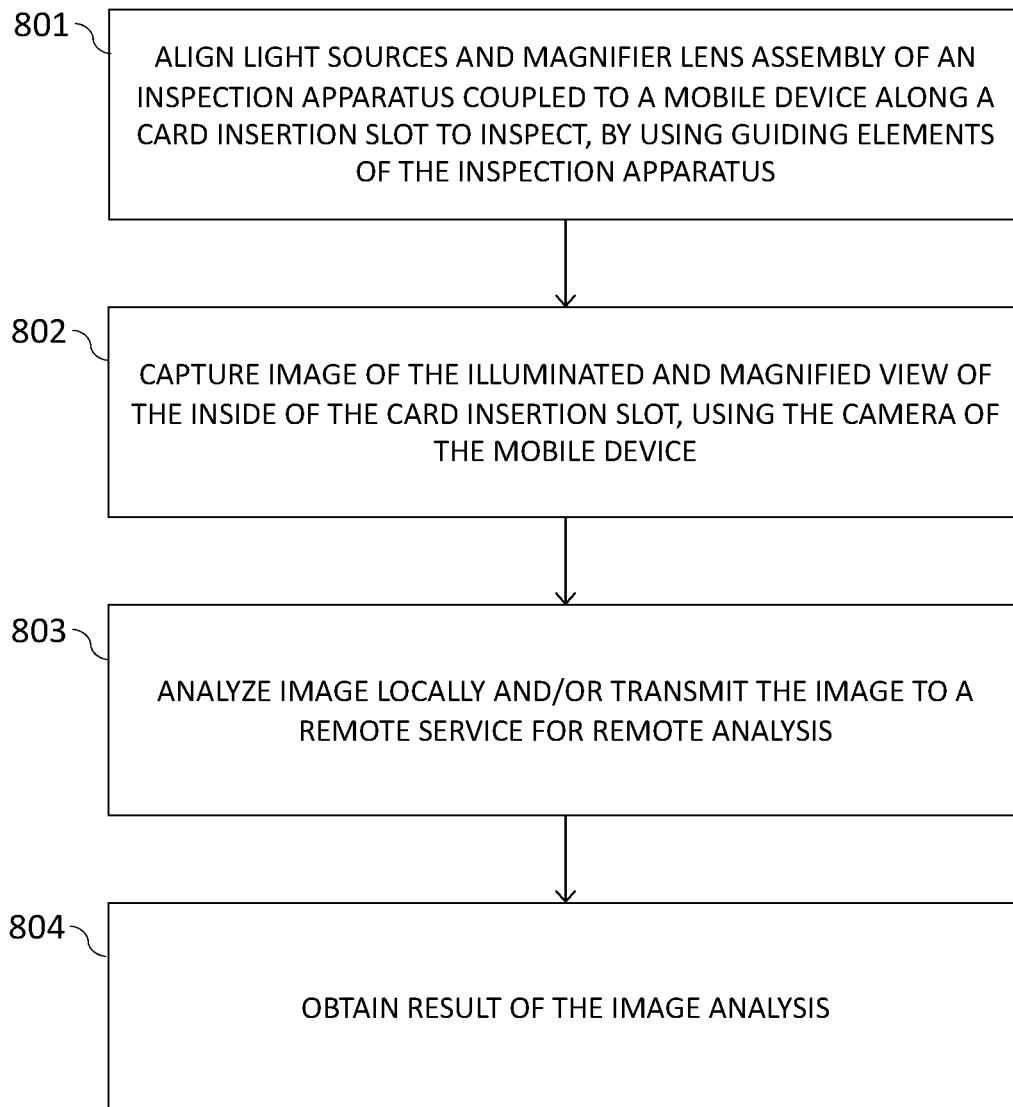 801
ALIGN LIGHT SOURCES AND MAGNIFIER LENS ASSEMBLY OF AN
INSPECTION APPARATUS COUPLED TO A MOBILE DEVICE ALONG A
CARD INSERTION SLOT TO INSPECT, BY USING GUIDING ELEMENTS
OF THE INSPECTION APPARATUS
802
CAPTURE IMAGE OF THE ILLUMINATED AND MAGNIFIED VIEW OF
THE INSIDE OF THE CARD INSERTION SLOT, USING THE CAMERA OF
THE MOBILE DEVICE
803
ANALYZE IMAGE LOCALLY AND/OR TRANSMIT THE IMAGE TO A
REMOTE SERVICE FOR REMOTE ANALYSIS
804
OBTAIN RESULT OF THE IMAGE ANALYSIS